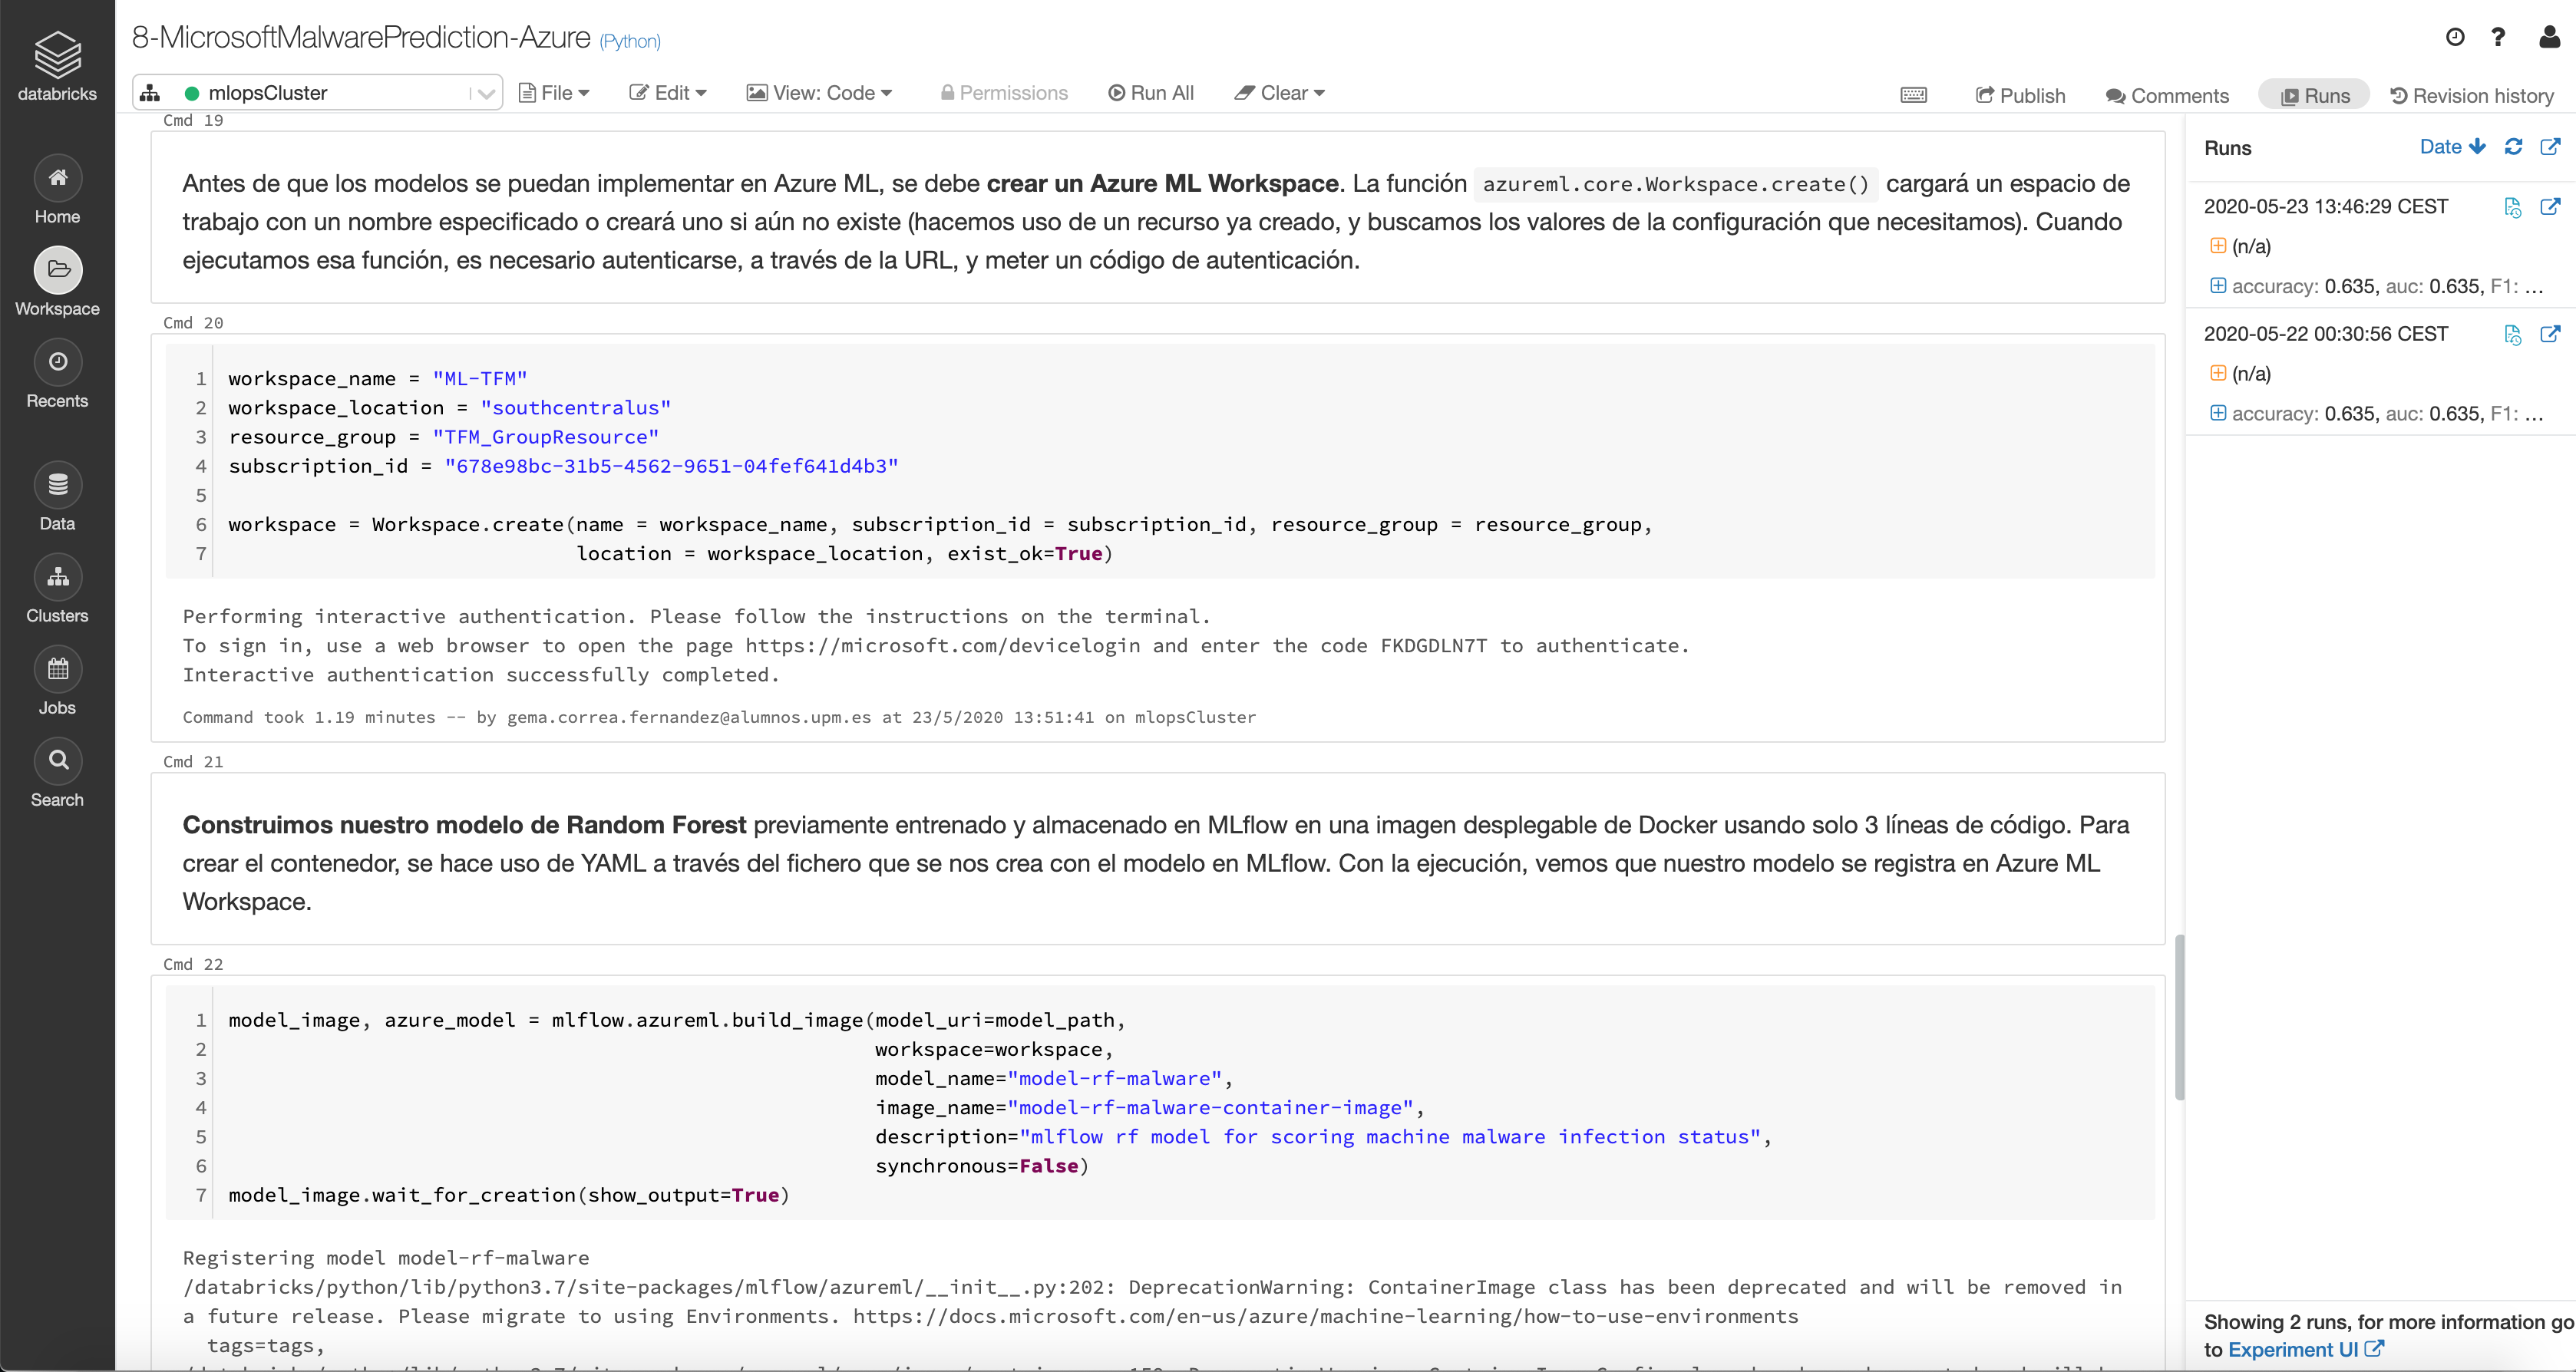 databricks
Home
Workspace
Recents
Data
Clusters
Jobs
Search
8-MicrosoftMalwarePrediction-Azure (Python)
mlopsCluster
File
Edit
View: Code
Permissions
Run All
Clear
Publish
Comments
Runs
Revision history
Cmd 19
Antes de que los modelos se puedan implementar en Azure ML, se debe crear un Azure ML Workspace. La función azureml.core.Workspace.create() cargará un espacio de
trabajo con un nombre especificado o creará uno si aún no existe (hacemos uso de un recurso ya creado, y buscamos los valores de la configuración que necesitamos). Cuando
ejecutamos esa función, es necesario autenticarse, a través de la URL, y meter un código de autenticación.
Cmd 20
1 workspace_name = "ML-TFM"
2 workspace_location = "southcentralus"
3 resource_group = "TFM_GroupResource"
4 subscription_id = "678e98bc-31b5-4562-9651-04fef641d4b3"
5
6 workspace = Workspace.create(name = workspace_name, subscription_id = subscription_id, resource_group = resource_group,
7 location = workspace_location, exist_ok=True)
Performing interactive authentication. Please follow the instructions on the terminal.
To sign in, use a web browser to open the page https://microsoft.com/devicelogin and enter the code FKDGDLN7T to authenticate.
Interactive authentication successfully completed.
Command took 1.19 minutes -- by gema.correa.fernandez@alumnos.upm.es at 23/5/2020 13:51:41 on mlopsCluster
Cmd 21
Construimos nuestro modelo de Random Forest previamente entrenado y almacenado en MLflow en una imagen desplegable de Docker usando solo 3 líneas de código. Para
crear el contenedor, se hace uso de YAML a través del fichero que se nos crea con el modelo en MLflow. Con la ejecución, vemos que nuestro modelo se registra en Azure ML
Workspace.
Cmd 22
1 model_image, azure_model = mlflow.azureml.build_image(model_uri=model_path,
2 workspace=workspace,
3 model_name="model-rf-malware",
4 image_name="model-rf-malware-container-image",
5 description="mlflow rf model for scoring machine malware infection status",
6 synchronous=False)
7 model_image.wait_for_creation(show_output=True)
Registering model model-rf-malware
/databricks/python/lib/python3.7/site-packages/mlflow/azureml/__init__.py:202: DeprecationWarning: ContainerImage class has been deprecated and will be removed in
a future release. Please migrate to using Environments. https://docs.microsoft.com/en-us/azure/machine-learning/how-to-use-environments
tags=tags,
Runs
Date
2020-05-23 13:46:29 CEST
(n/a)
accuracy: 0.635, auc: 0.635, F1: ...
2020-05-22 00:30:56 CEST
(n/a)
accuracy: 0.635, auc: 0.635, F1: ...
Showing 2 runs, for more information go
to Experiment UI